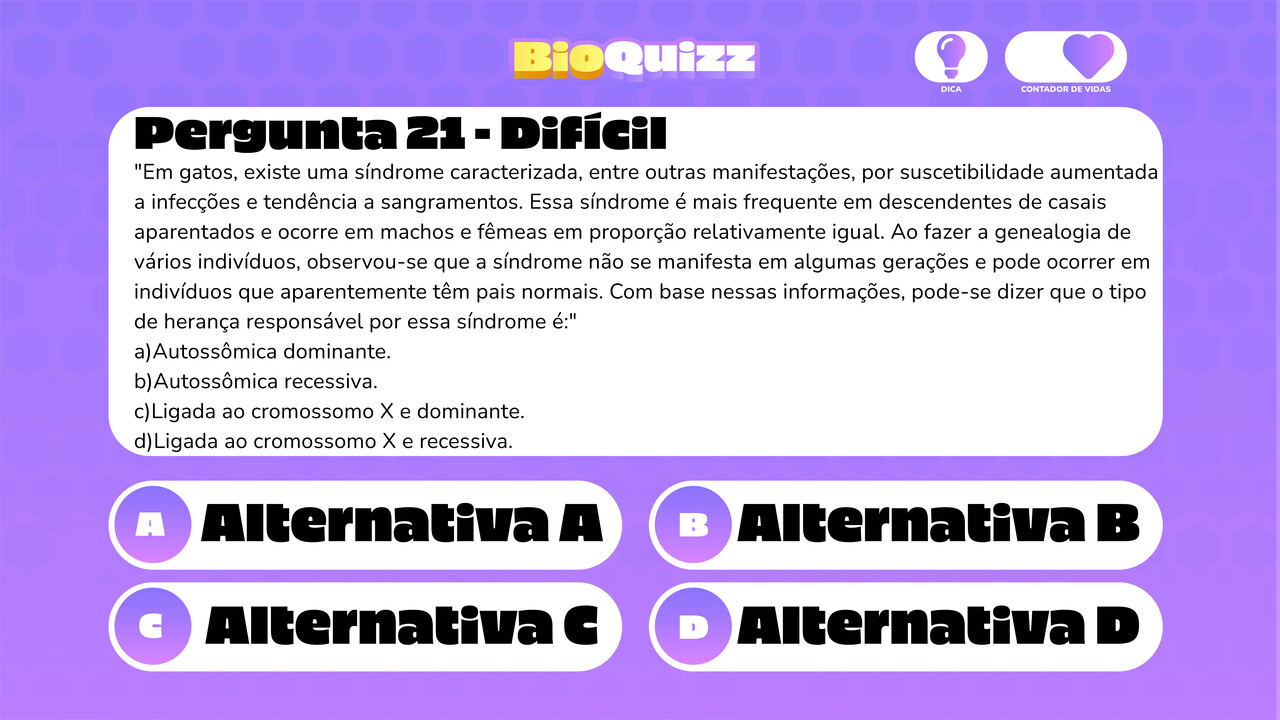 BioQuizz
DICA
CONTADOR DE VIDAS
Pergunta 21 - Difícil
"Em gatos, existe uma síndrome caracterizada, entre outras manifestações, por suscetibilidade aumentada
a infecções e tendência a sangramentos. Essa síndrome é mais frequente em descendentes de casais
aparentados e ocorre em machos e fêmeas em proporção relativamente igual. Ao fazer a genealogia de
vários indivíduos, observou-se que a síndrome não se manifesta em algumas gerações e pode ocorrer em
indivíduos que aparentemente têm pais normais. Com base nessas informações, pode-se dizer que o tipo
de herança responsável por essa síndrome é:"
a)Autossômica dominante.
b)Autossômica recessiva.
c)Ligada ao cromossomo X e dominante.
d)Ligada ao cromossomo X e recessiva.
A Alternativa A
B Alternativa B
C Alternativa C
D Alternativa D